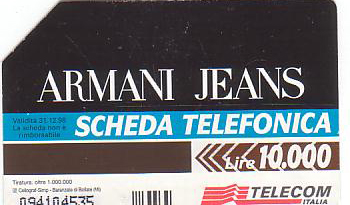 ARMANI JEANS
Validità 31.12.98
La scheda non è
rimborsabile
SCHEDA TELEFONICA
Lire 10.000
Tiratura: oltre 1.000.000
094104535
TELECOM
ITALIA